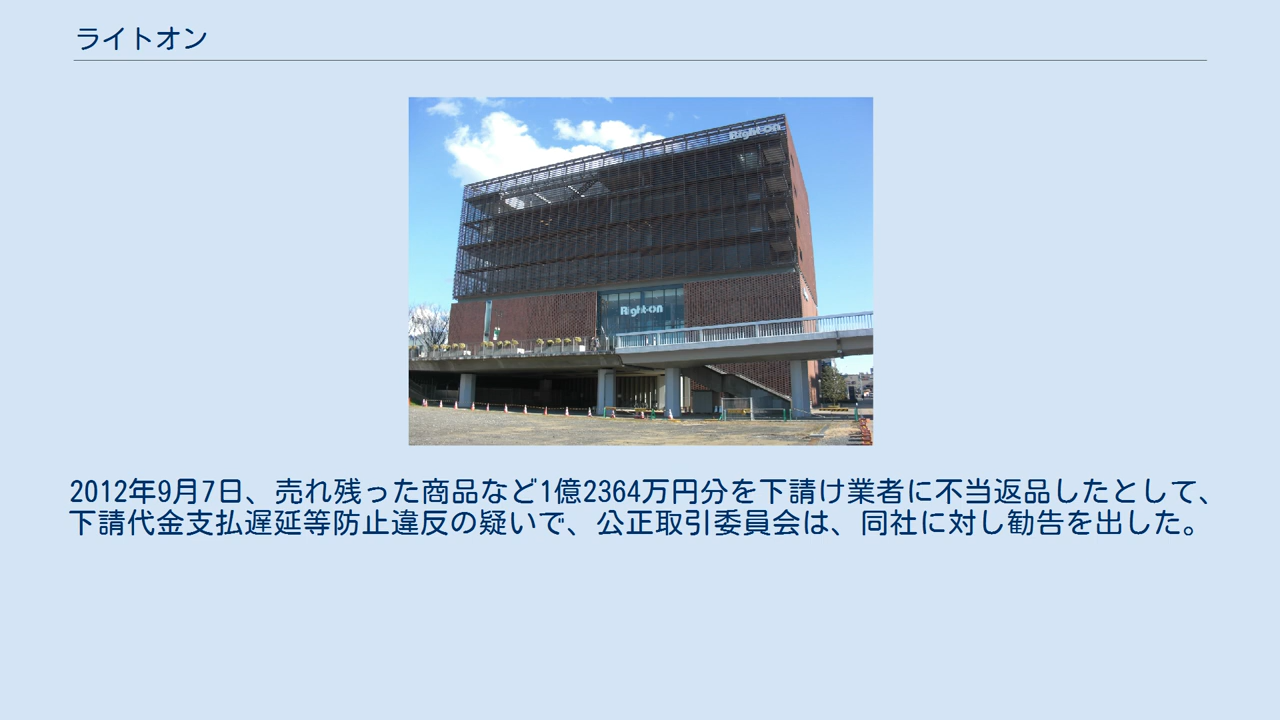 ライトオン
Right-on
Right-on
2012年9月7日、売れ残った商品など1億2364万円分を下請け業者に不当返品したとして、
下請代金支払遅延等防止違反の疑いで、公正取引委員会は、同社に対し勧告を出した。